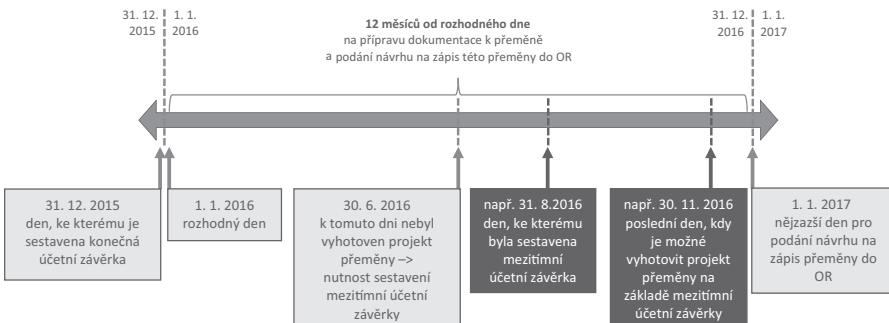 31. 12.
2015
1. 1.
2016
12 měsíců od rozhodného dne
na přípravu dokumentace k přeměně
a podání návrhu na zápis této přeměny do OR
31. 12.
2016
1. 1.
2017
31. 12. 2015
den, ke kterému je
sestavena konečná
účetní závěrka
1. 1. 2016
rozhodný den
30. 6. 2016
k tomuto dni nebyl
vyhotoven projekt
přeměny —>
nutnost sestavení
mezitímní účetní
závěrky
např. 31. 8.2016
den, ke kterému
byla sestavena
mezitímní
účetní závěrka
např. 30. 11. 2016
poslední den, kdy
je možné
vyhotovit projekt
přeměny na
základě mezitímní
účetní závěrky
1. 1. 2017
nějzazší den pro
podání návrhu na
zápis přeměny do
OR